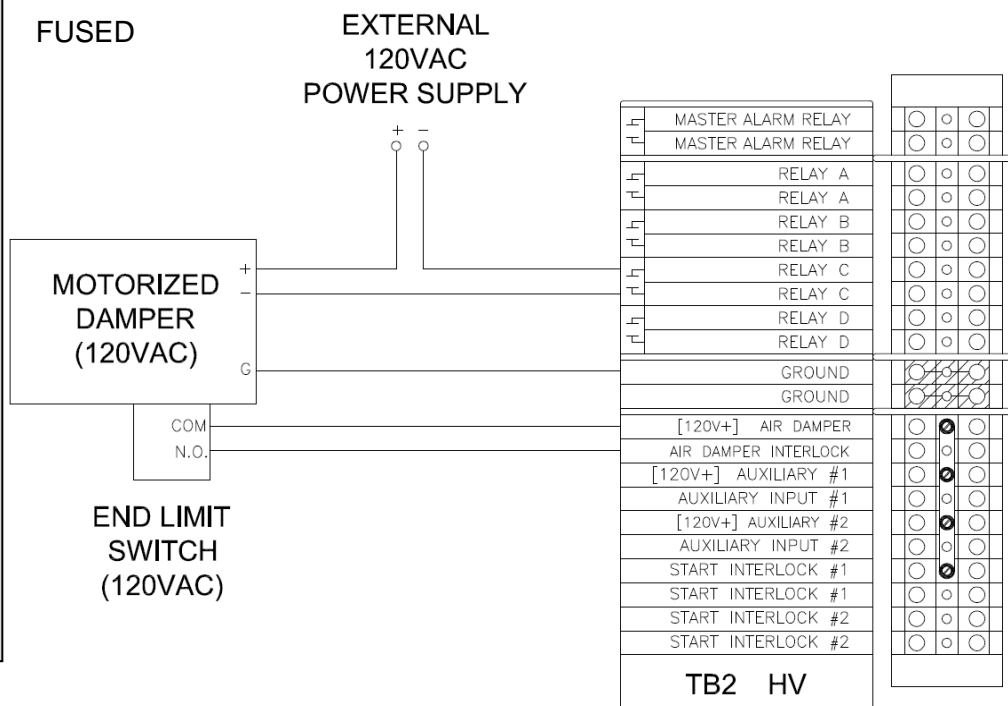 FUSED
EXTERNAL
120VAC
POWER SUPPLY
+ −
MOTORIZED
DAMPER
(120VAC)
+
−
G
COM
N.O.
END LIMIT
SWITCH
(120VAC)
MASTER ALARM RELAY
MASTER ALARM RELAY
RELAY A
RELAY A
RELAY B
RELAY B
RELAY C
RELAY C
RELAY D
RELAY D
GROUND
GROUND
[120V+] AIR DAMPER
AIR DAMPER INTERLOCK
[120V+] AUXILIARY #1
AUXILIARY INPUT #1
[120V+] AUXILIARY #2
AUXILIARY INPUT #2
START INTERLOCK #1
START INTERLOCK #1
START INTERLOCK #2
START INTERLOCK #2
TB2 HV